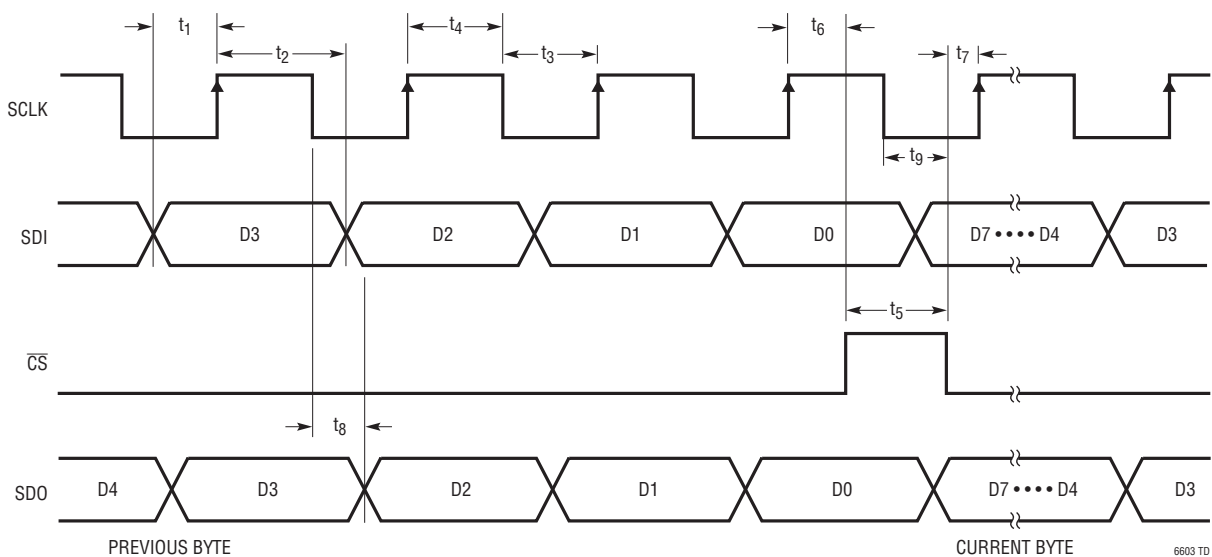 t1 t4 t6
t2 t3 t7
SCLK
t9
SDI D3 D2 D1 D0 D7 •••• D4 D3
t5
CS
t8
SDO D4 D3 D2 D1 D0 D7 •••• D4 D3
PREVIOUS BYTE CURRENT BYTE
6603 TD